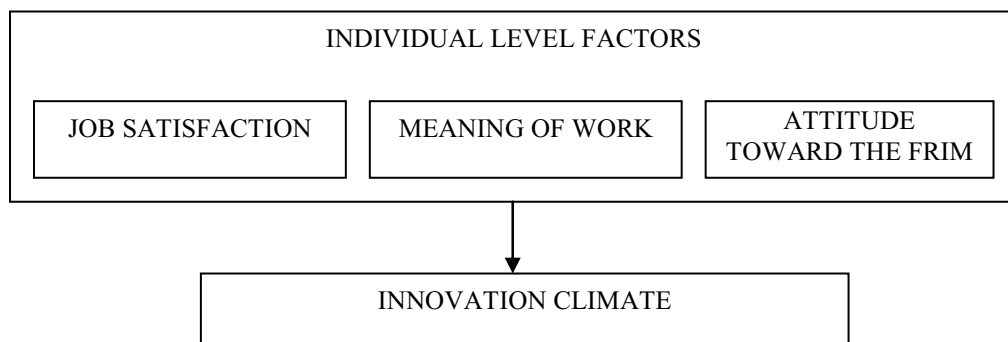 INDIVIDUAL LEVEL FACTORS
JOB SATISFACTION
MEANING OF WORK
ATTITUDE
TOWARD THE FRIM
INNOVATION CLIMATE